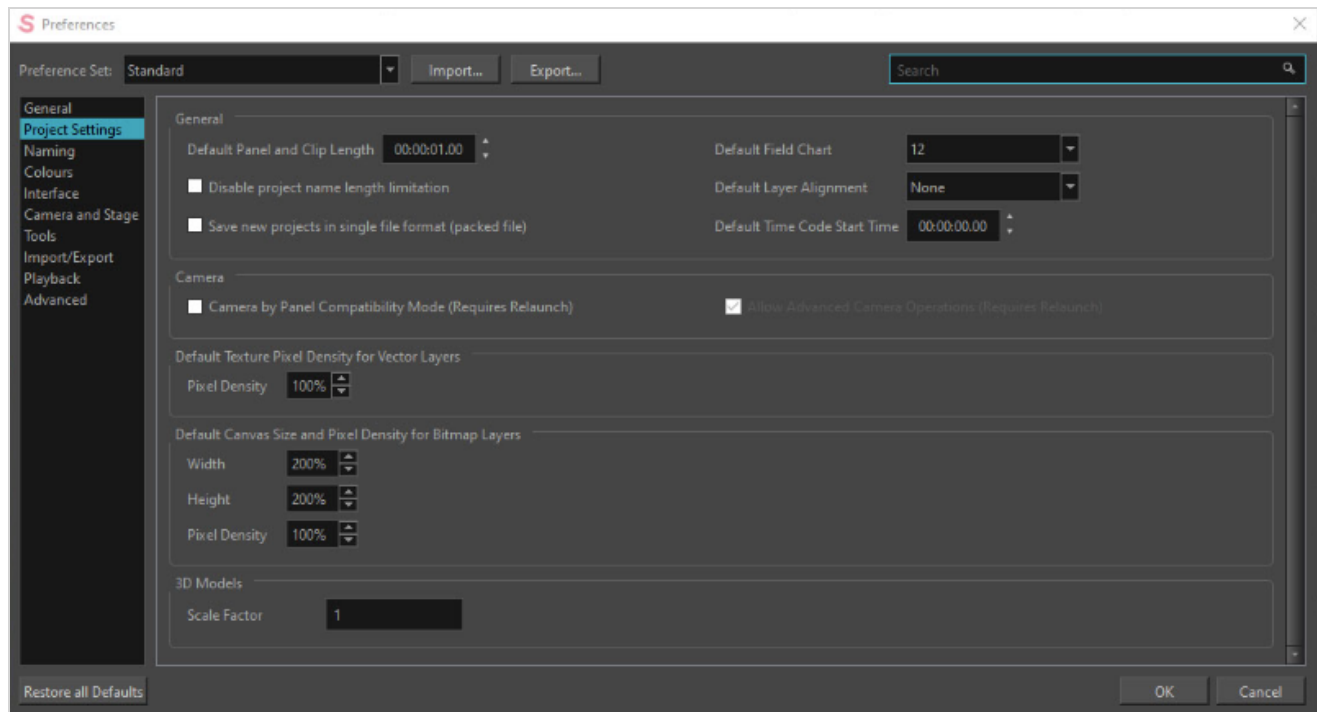 S Preferences
Preference Set: Standard Import... Export... Search
General
Project Settings
Naming
Colours
Interface
Camera and Stage
Tools
Import/Export
Playback
Advanced
General
Default Panel and Clip Length 00:00:01.00 Default Field Chart 12
Disable project name length limitation Default Layer Alignment None
Save new projects in single file format (packed file) Default Time Code Start Time 00:00:00.00
Camera
Camera by Panel Compatibility Mode (Requires Relaunch) Allow Advanced Camera Operations (Requires Relaunch)
Default Texture Pixel Density for Vector Layers
Pixel Density 100%
Default Canvas Size and Pixel Density for Bitmap Layers
Width 200%
Height 200%
Pixel Density 100%
3D Models
Scale Factor 1
Restore all Defaults OK Cancel